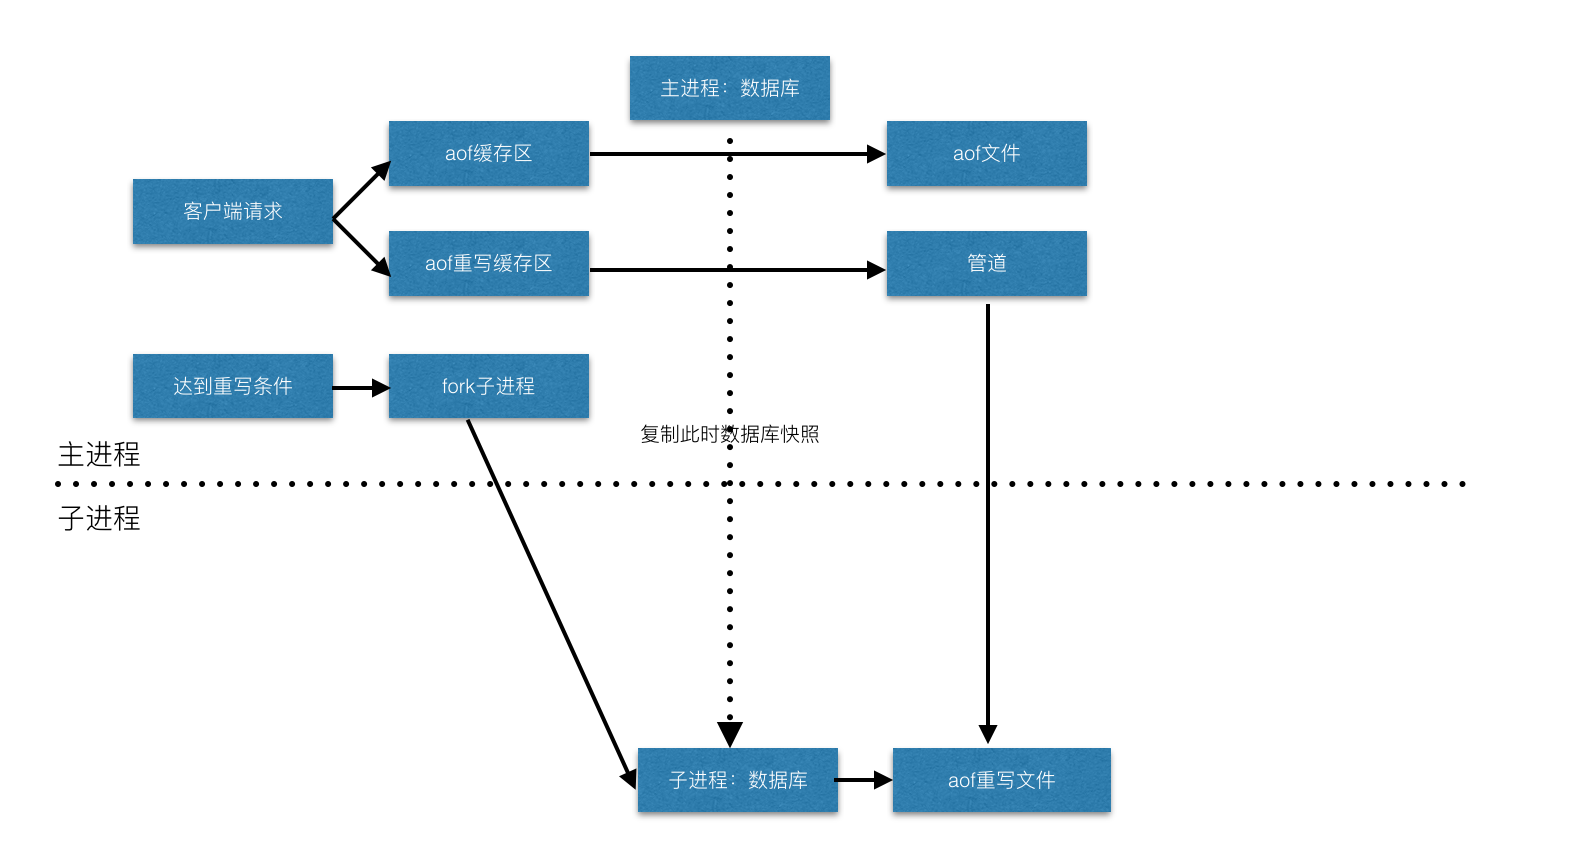 主进程：数据库
aof缓存区
aof文件
客户端请求
aof重写缓存区
管道
达到重写条件
fork子进程
复制此时数据库快照
主进程
子进程
子进程：数据库
aof重写文件